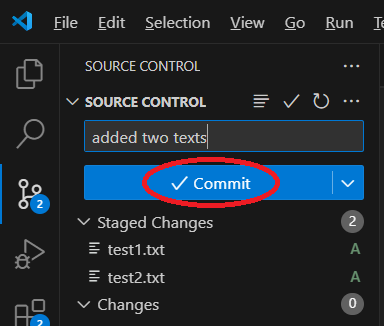 File Edit Selection View Go Run T
SOURCE CONTROL ...
SOURCE CONTROL ...
added two texts
Commit
2
Staged Changes 2
test1.txt A
test2.txt A
Changes 0
2